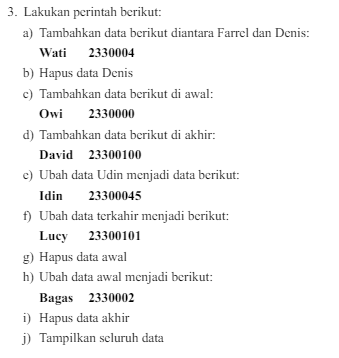 3. Lakukan perintah berikut:
a) Tambahkan data berikut diantara Farrel dan Denis:
Wati 2330004
b) Hapus data Denis
c) Tambahkan data berikut di awal:
Owi 2330000
d) Tambahkan data berikut di akhir:
David 23300100
e) Ubah data Udin menjadi data berikut:
Idin 23300045
f) Ubah data terkahir menjadi berikut:
Lucy 23300101
g) Hapus data awal
h) Ubah data awal menjadi berikut:
Bagas 2330002
i) Hapus data akhir
j) Tampilkan seluruh data